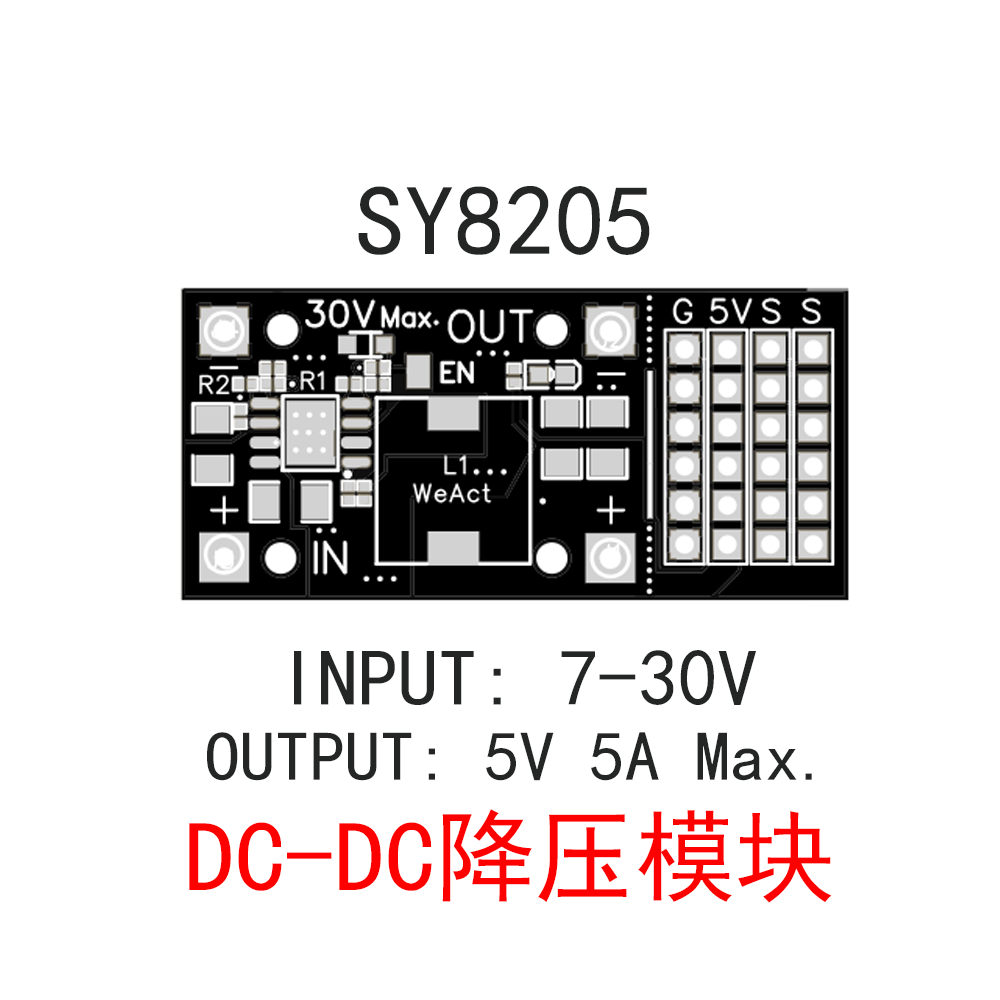 SY8205
30V Max. OUT
G 5V S S
R2 R1 EN
−
−
L1
WeAct
+
+
IN
INPUT: 7-30V
OUTPUT: 5V 5A Max.
DC-DC降压模块